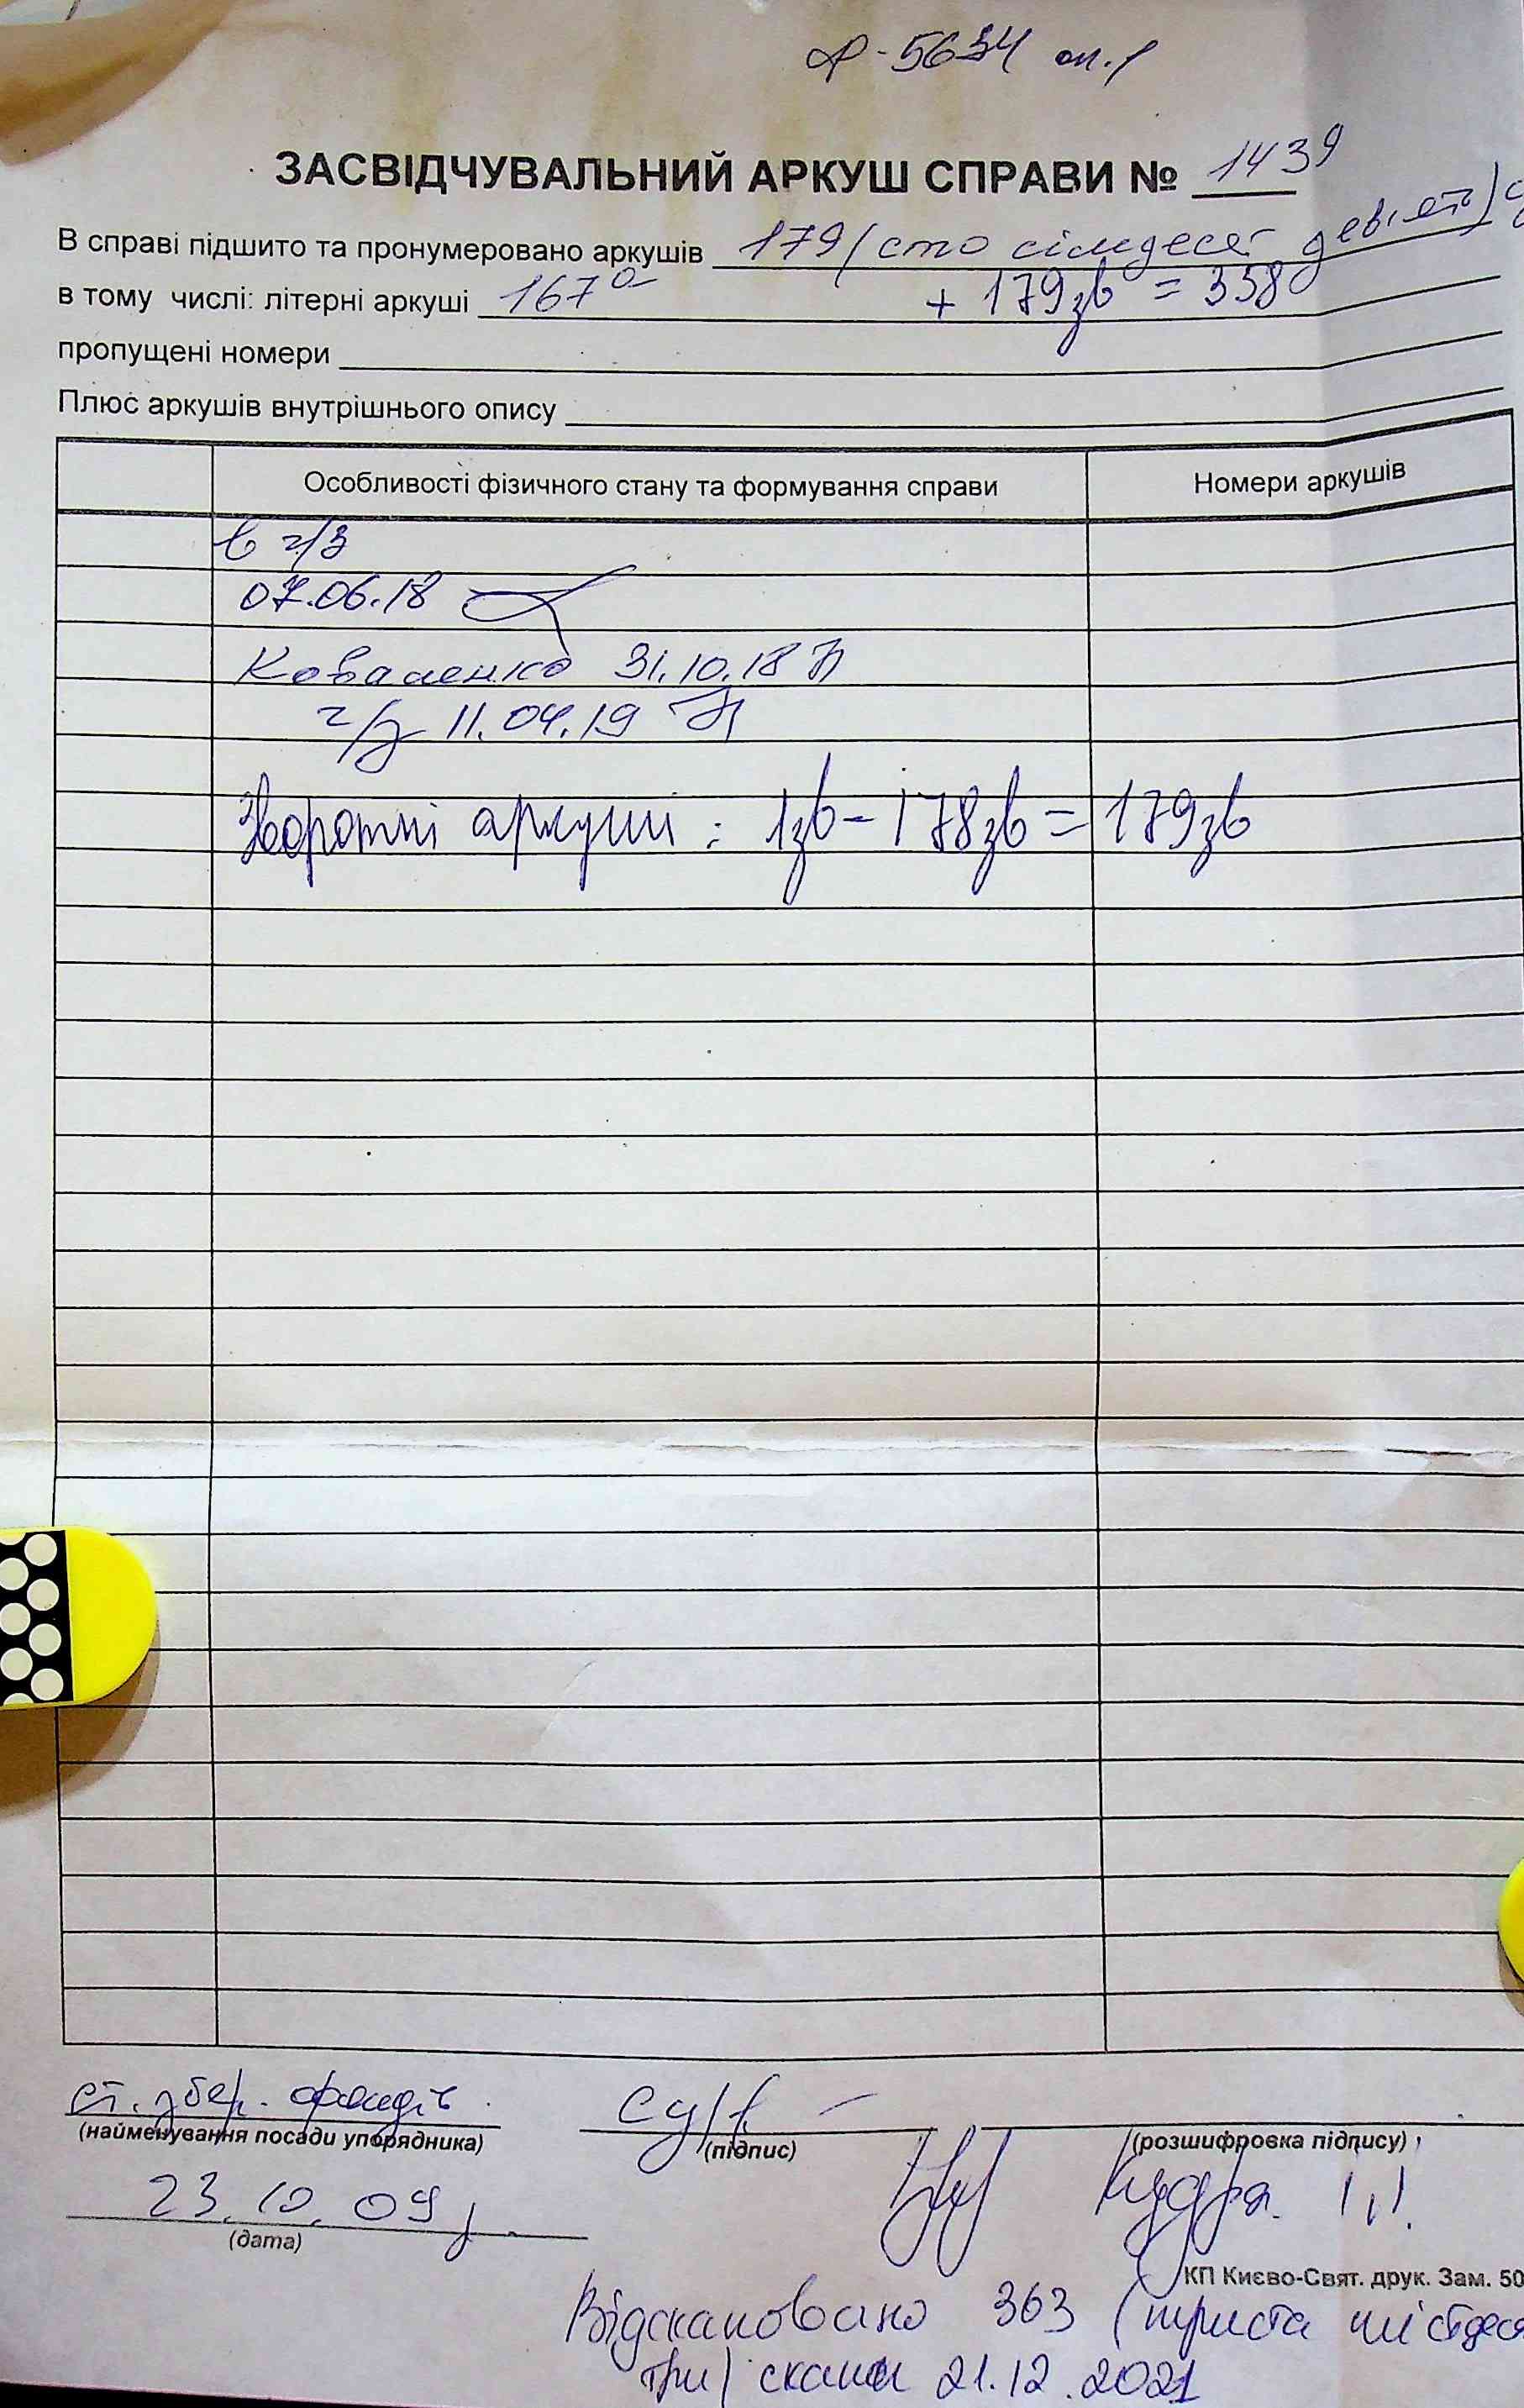 ф-5634 оп.1
ЗАСВІДЧУВАЛЬНИЙ АРКУШ СПРАВИ № 1439
В справі підшито та пронумеровано аркушів 179 (сто сімдесят девять)
в тому числі: літерні аркуші 167а + 179зв = 358
пропущені номери
Плюс аркушів внутрішнього опису
Особливості фізичного стану та формування справи Номери аркушів
в ч/з
07.06.18
Коваленко 31.10.18
ч/з 11.04.19
Зворотні аркуші : 1зв - 178зв = 179зв
ст. збер. фондів
(найменування посади упорядника) (підпис) (розшифровка підпису)
23.10.09 р.
Кудря І.І.
(дата)
КП Києво-Свят. друк. Зам. 50
Відскановано 363 (триста шістдеся
три) скани 21.12.2021